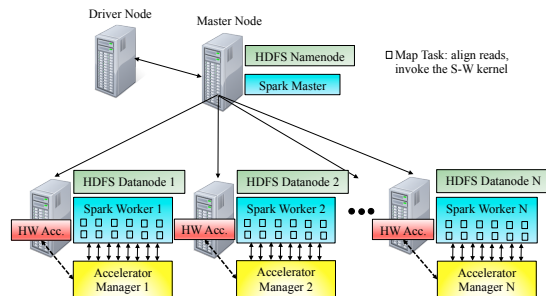 Driver Node
Master Node
HDFS Namenode
Spark Master
Map Task: align reads,
invoke the S-W kernel
HDFS Datanode 1
Spark Worker 1
HW Acc.
Accelerator
Manager 1
HDFS Datanode 2
Spark Worker 2
HW Acc.
Accelerator
Manager 2
HDFS Datanode N
Spark Worker N
HW Acc.
Accelerator
Manager N